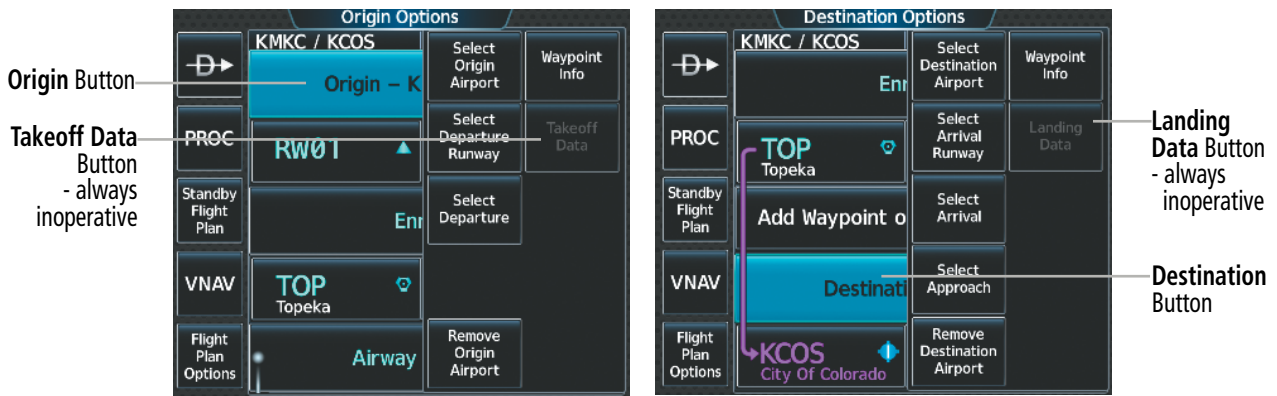 Origin Options
KMKC / KCOS
Origin – K
RW01
Enr
TOP
Topeka
Airway
PROC
Standby
Flight
Plan
VNAV
Flight
Plan
Options
Select
Origin
Airport
Select
Departure
Runway
Select
Departure
Remove
Origin
Airport
Waypoint
Info
Takeoff
Data
Origin Button
Takeoff Data
Button
- always
inoperative
Destination Options
KMKC / KCOS
Enr
TOP
Topeka
Add Waypoint o
Destinati
KCOS
City Of Colorado
PROC
Standby
Flight
Plan
VNAV
Flight
Plan
Options
Select
Destination
Airport
Select
Arrival
Runway
Select
Arrival
Select
Approach
Remove
Destination
Airport
Waypoint
Info
Landing
Data
Landing
Data Button
- always
inoperative
Destination
Button